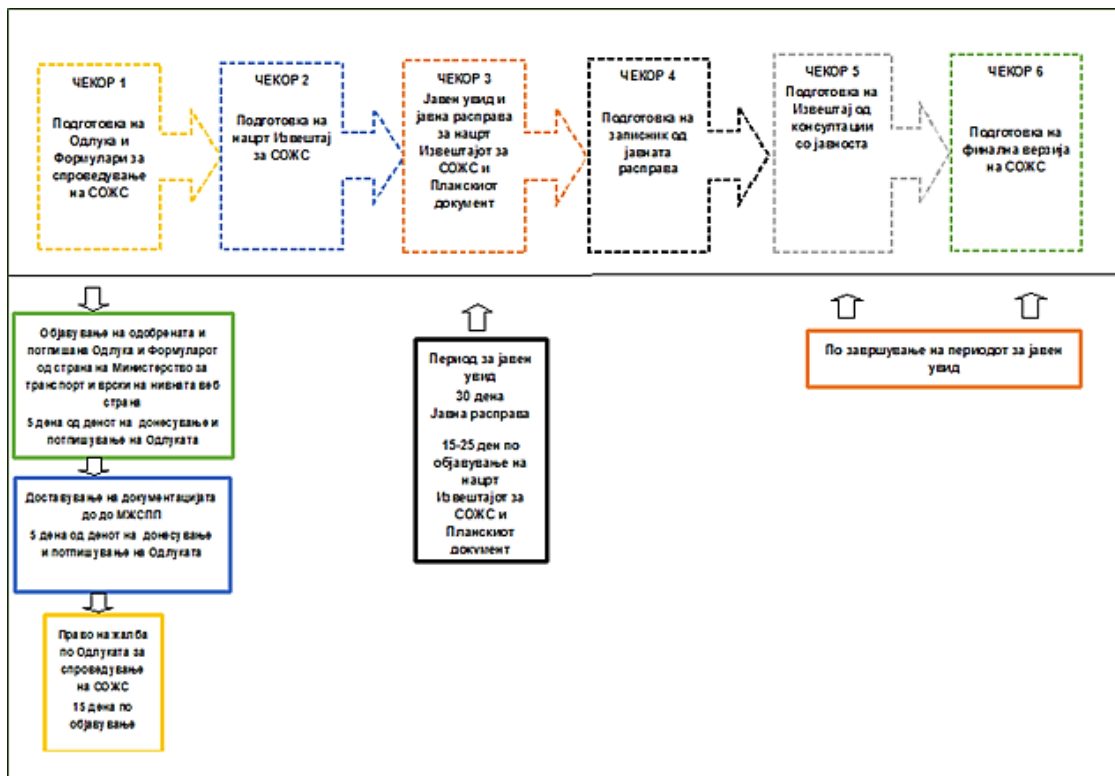 ЧЕКОР 1
Подготовка на
Одлука и
Формулари за
спроведување
на СОЖС
ЧЕКОР 2
Подготовка на
нацрт Извештај
за СОЖС
ЧЕКОР 3
Јавен увид и
јавна расправа
за нацрт
Извештајот за
СОЖС и
Планскиот
документ
ЧЕКОР 4
Подготовка на
записник од
јавната
расправа
ЧЕКОР 5
Подготовка на
Извештај од
консултации
со јавноста
ЧЕКОР 6
Подготовка на
финална верзија
на СОЖС
Објавување на одобрената и
потпишана Одлука и Формуларот
од страна на Министерство за
транспорт и врски на нивната веб
страна
5 дена од денот на донесување и
потпишување на Одлуката
Доставување на документацијата
до до МЖСПП
5 дена од денот на донесување
и потпишување на Одлуката
Право на жалба
по Одлуката за
спроведување
на СОЖС
15 дена по
објавување
Период за јавен
увид
30 дена
Јавна расправа
15-25 ден по
објавување на
нацрт
Извештајот за
СОЖС и
Планскиот
документ
По завршување на периодот за јавен
увид